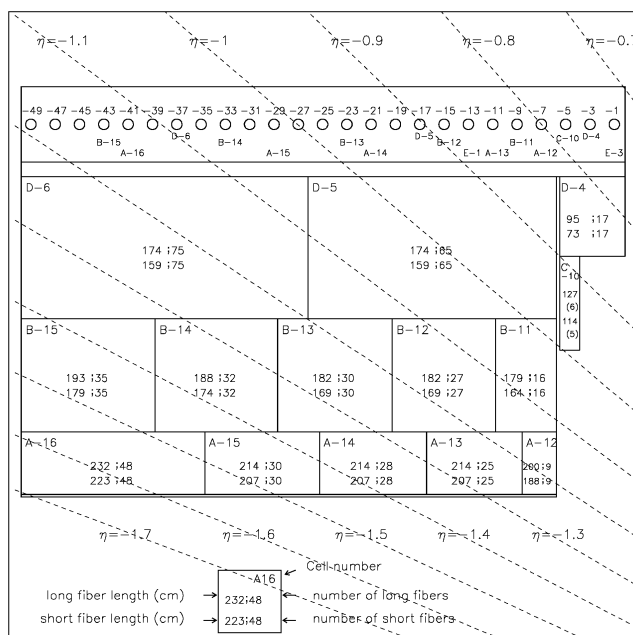 η=−1.1 η=−1 η=−0.9 η=−0.8 η=−0.7
−49 −47 −45 −43 −41 −39 −37 −35 −33 −31 −29 −27 −25 −23 −21 −19 −17 −15 −13 −11 −9 −7 −5 −3 −1
B−15 D−6 B−14 B−13 D−5 B−12 B−11 C−10 D−4
A−16 A−15 A−14 E−1 A−13 A−12 E−3
D−6 D−5 D−4
95 ;17
73 ;17
174 ;75 174 ;65
159 ;75 159 ;65
C
−10
127
(6)
114
(5)
B−15 B−14 B−13 B−12 B−11
193 ;35 188 ;32 182 ;30 182 ;27 179 ;16
179 ;35 174 ;32 169 ;30 169 ;27 164 ;16
A−16 A−15 A−14 A−13 A−12
232 ;48 214 ;30 214 ;28 214 ;25 200;9
223 ;48 207 ;30 207 ;28 207 ;25 188;9
η=−1.7 η=−1.6 η=−1.5 η=−1.4 η=−1.3
Cell number
A16
long fiber length (cm) 232;48 number of long fibers
short fiber length (cm) 223;48 number of short fibers